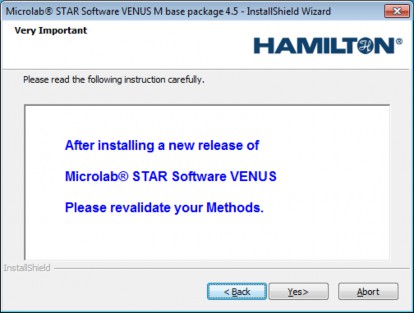 Microlab® STAR Software VENUS M base package 4.5 - InstallShield Wizard
Very Important
HAMILTON®
Please read the following instruction carefully.
After installing a new release of
Microlab® STAR Software VENUS
Please revalidate your Methods.
InstallShield
< Back
Yes>
Abort